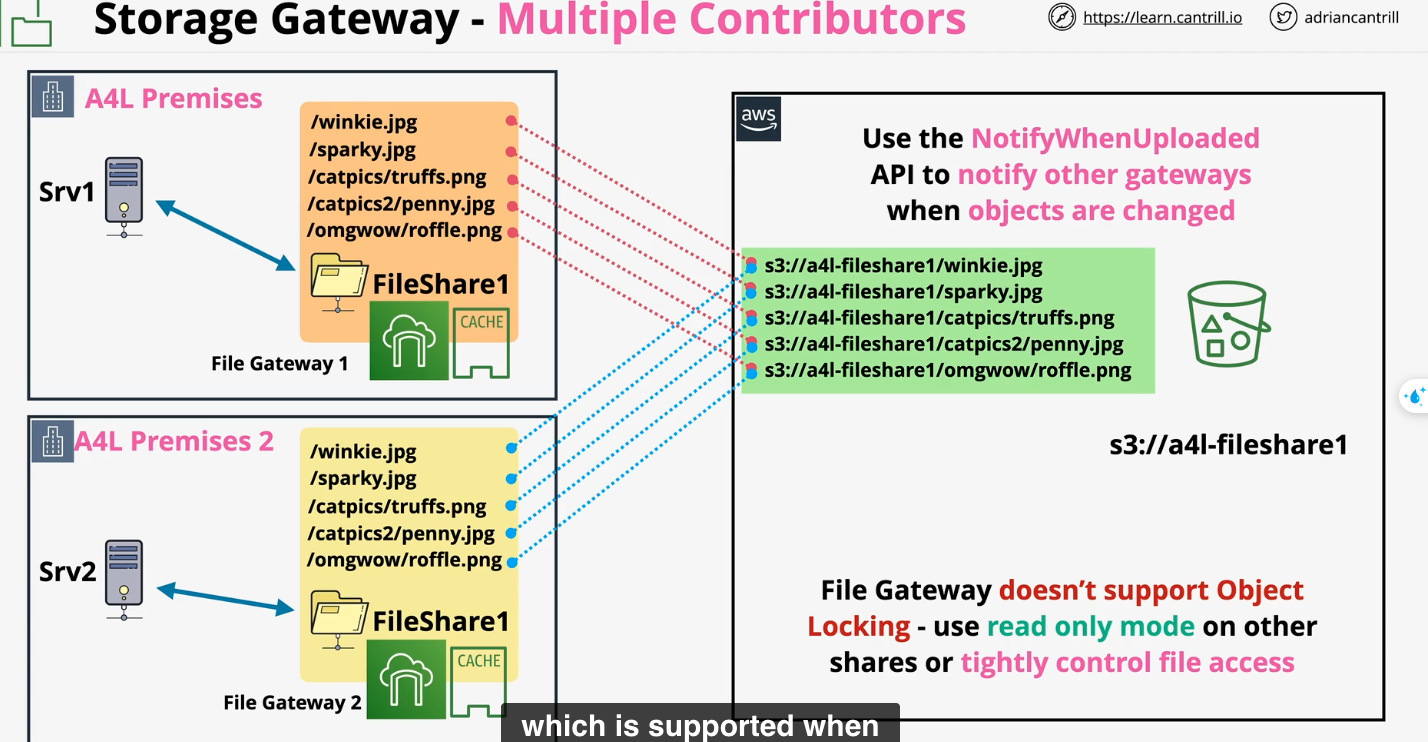 Storage Gateway - Multiple Contributors
https://learn.cantrill.io
adriancantrill
A4L Premises
/winkie.jpg
/sparky.jpg
/catpics/truffs.png
/catpics2/penny.jpg
/omgwow/roffle.png
Srv1
FileShare1
CACHE
File Gateway 1
A4L Premises 2
/winkie.jpg
/sparky.jpg
/catpics/truffs.png
/catpics2/penny.jpg
/omgwow/roffle.png
Srv2
FileShare1
CACHE
File Gateway 2
aws
Use the NotifyWhenUploaded
API to notify other gateways
when objects are changed
s3://a4l-fileshare1/winkie.jpg
s3://a4l-fileshare1/sparky.jpg
s3://a4l-fileshare1/catpics/truffs.png
s3://a4l-fileshare1/catpics2/penny.jpg
s3://a4l-fileshare1/omgwow/roffle.png
s3://a4l-fileshare1
File Gateway doesn't support Object
Locking - use read only mode on other
shares or tightly control file access
which is supported when